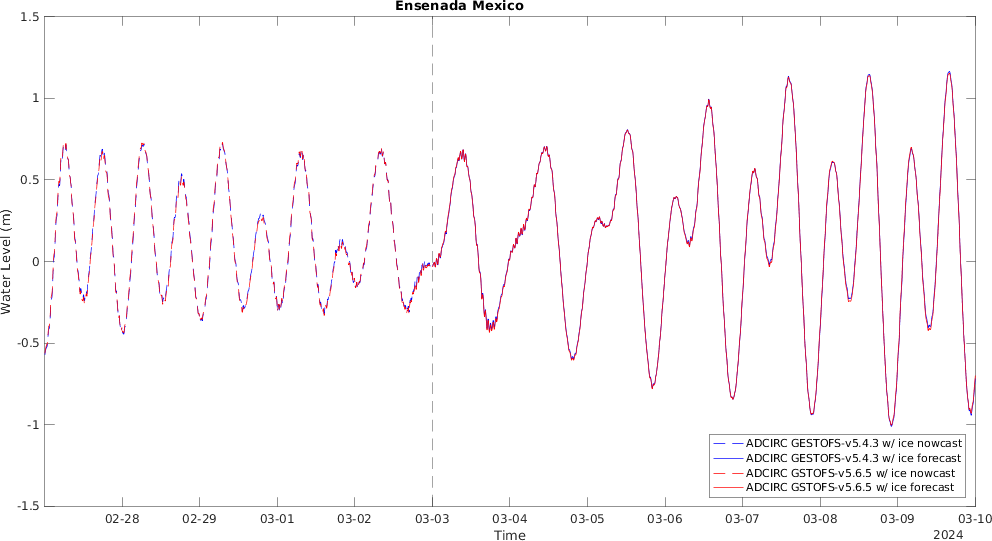 Ensenada Mexico
1.5
1
0.5
0
-0.5
-1
-1.5
Water Level (m)
ADCIRC GESTOFS-v5.4.3 w/ ice nowcast
ADCIRC GESTOFS-v5.4.3 w/ ice forecast
ADCIRC GSTOFS-v5.6.5 w/ ice nowcast
ADCIRC GSTOFS-v5.6.5 w/ ice forecast
02-28 02-29 03-01 03-02 03-03 03-04 03-05 03-06 03-07 03-08 03-09 03-10
Time
2024